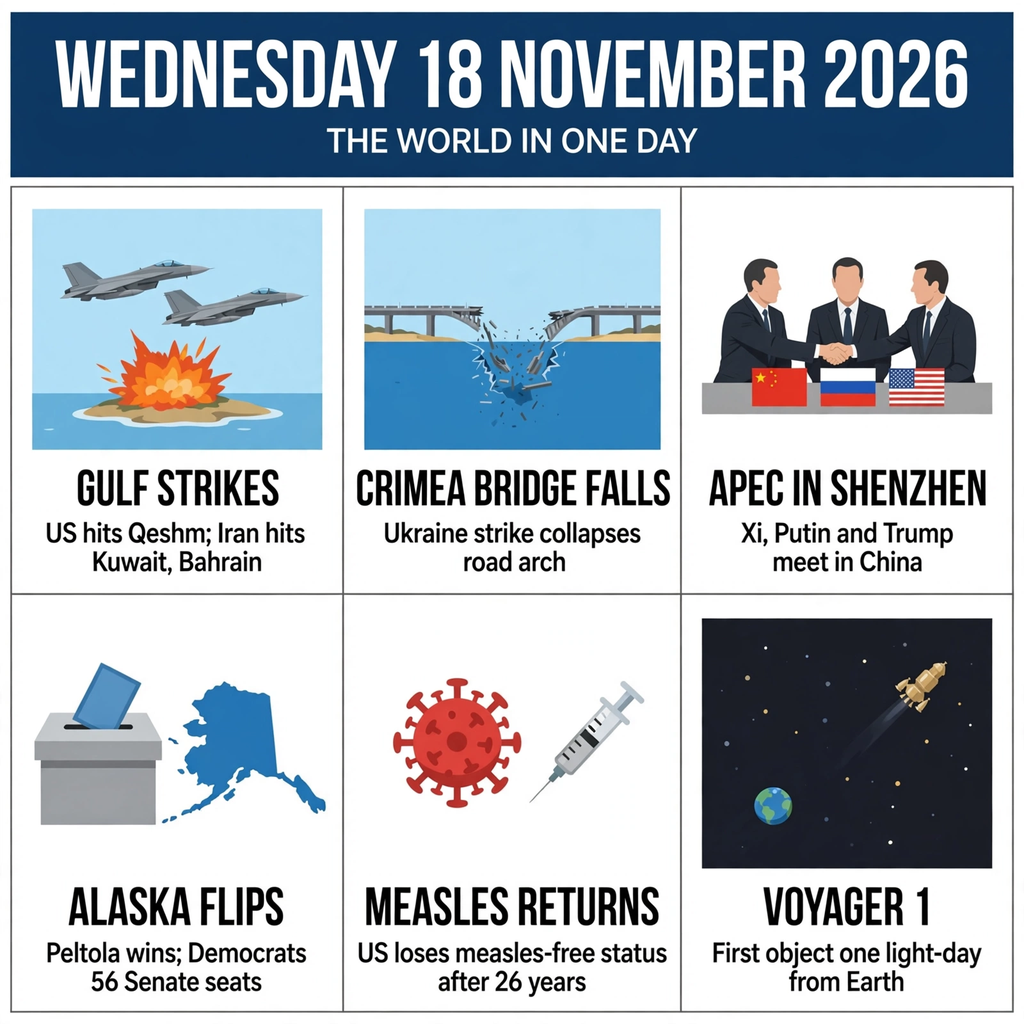 WEDNESDAY 18 NOVEMBER 2026
THE WORLD IN ONE DAY
GULF STRIKES
US hits Qeshm; Iran hits
Kuwait, Bahrain
CRIMEA BRIDGE FALLS
Ukraine strike collapses
road arch
APEC IN SHENZHEN
Xi, Putin and Trump
meet in China
ALASKA FLIPS
Peltola wins; Democrats
56 Senate seats
MEASLES RETURNS
US loses measles-free status
after 26 years
VOYAGER 1
First object one light-day
from Earth